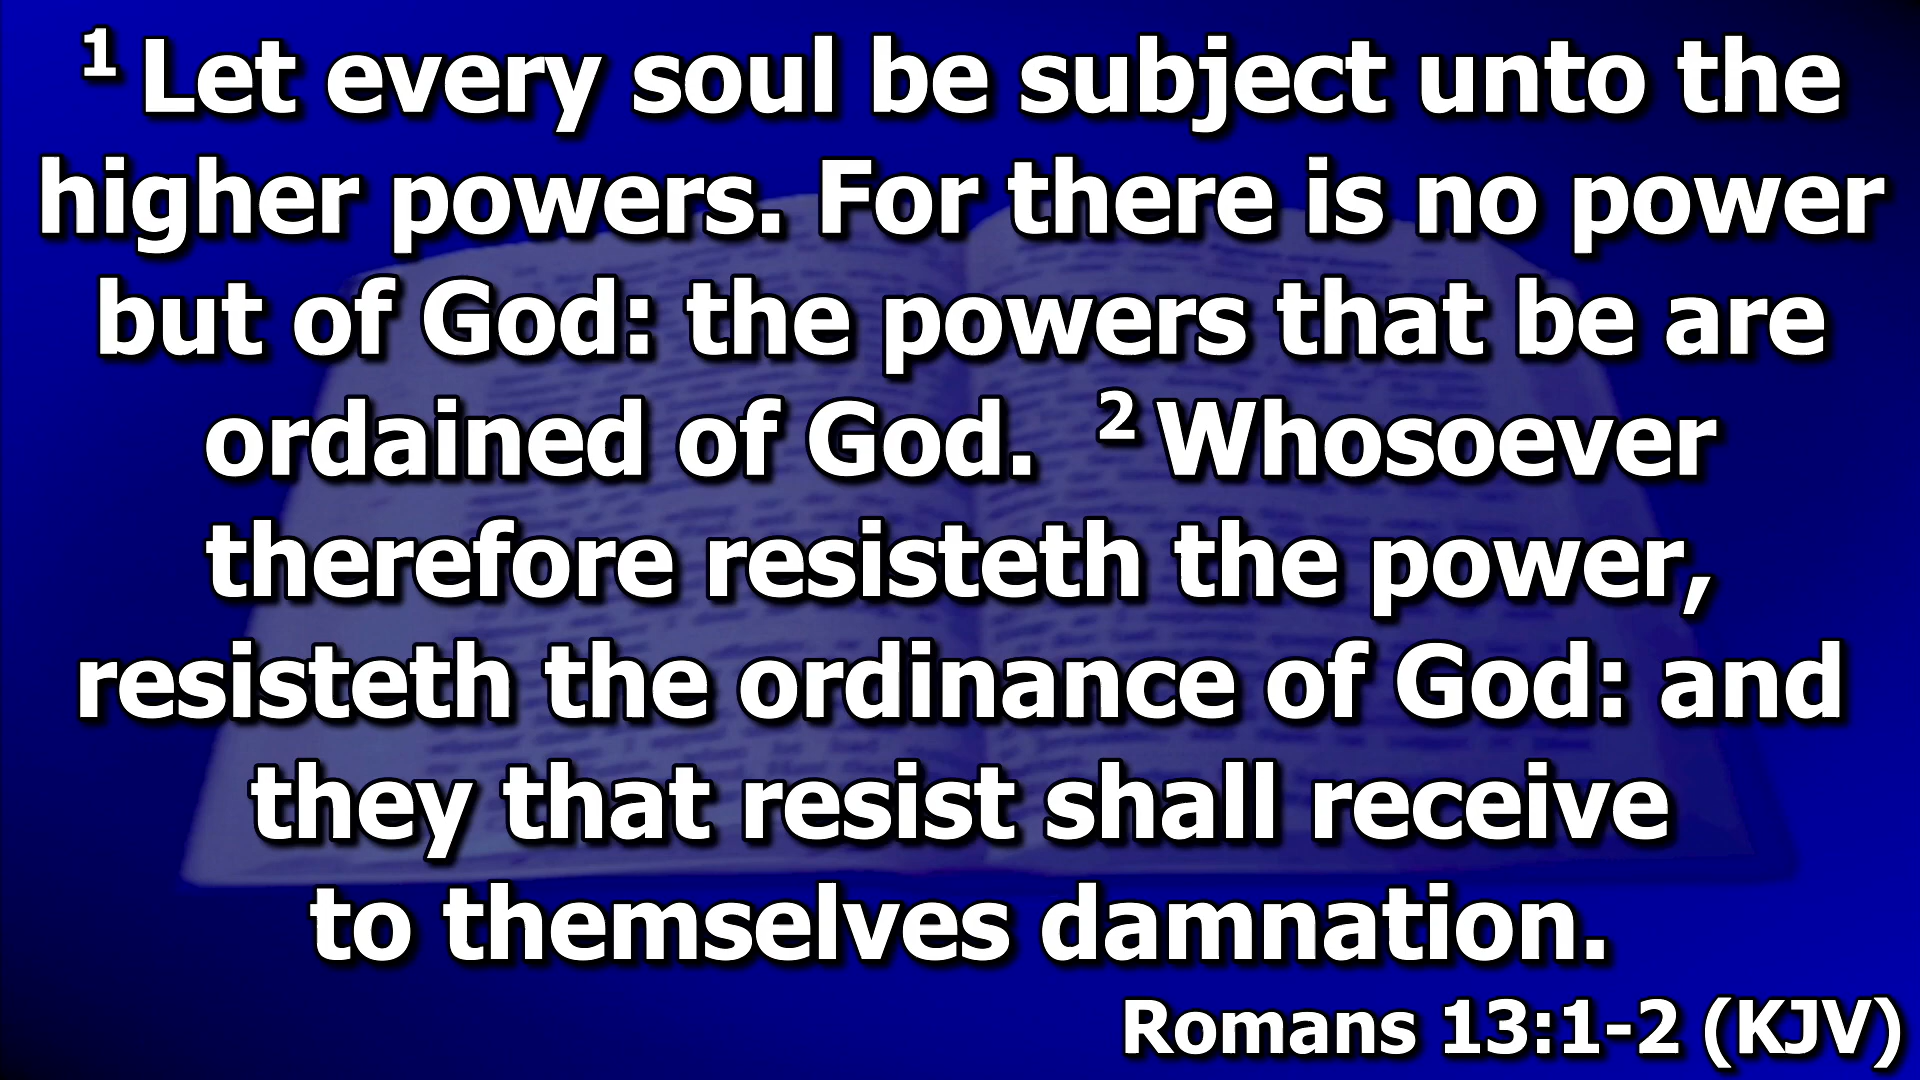 1 Let every soul be subject unto the
higher powers. For there is no power
but of God: the powers that be are
ordained of God. 2 Whosoever
therefore resisteth the power,
resisteth the ordinance of God: and
they that resist shall receive
to themselves damnation.
Romans 13:1-2 (KJV)